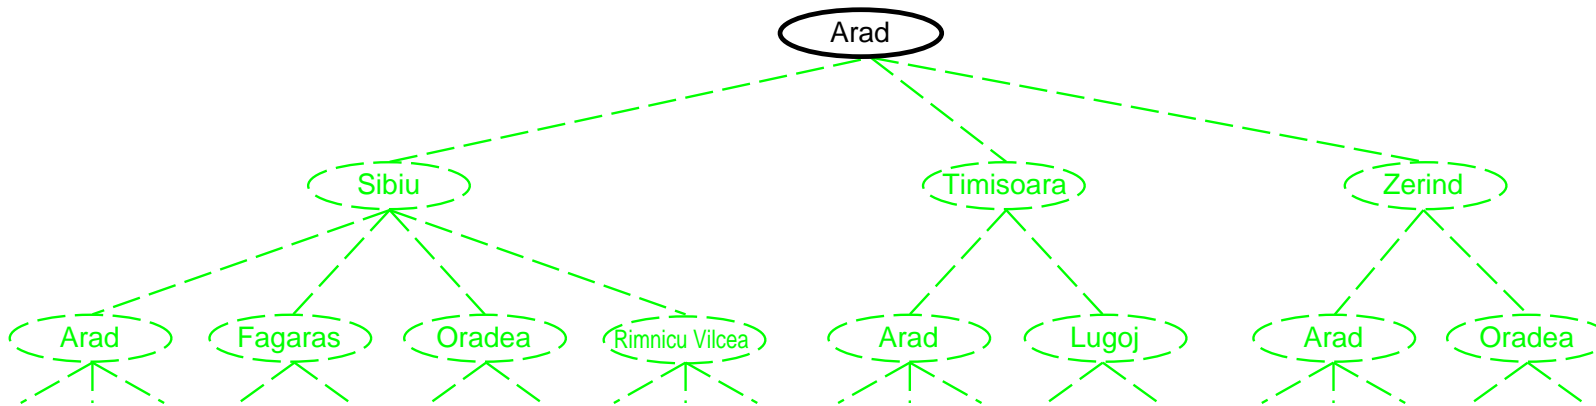 Arad
Sibiu
Timisoara
Zerind
Arad
Fagaras
Oradea
Rimnicu Vilcea
Arad
Lugoj
Arad
Oradea